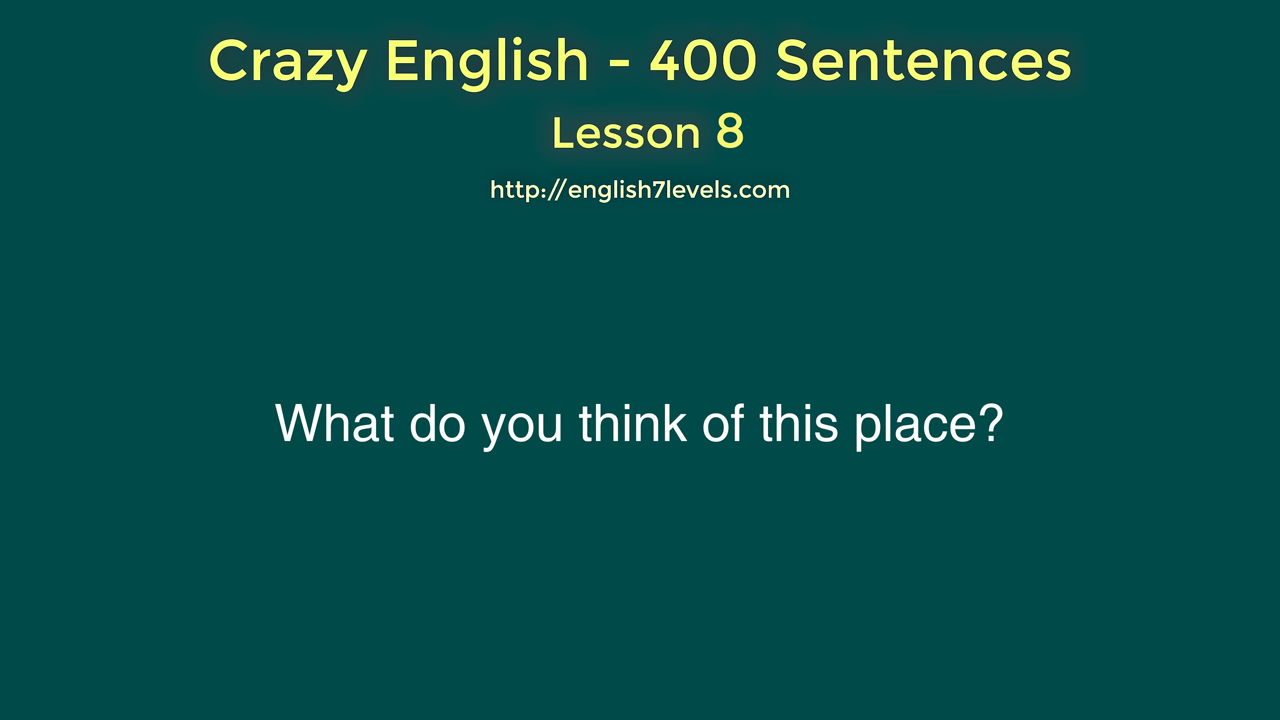 Crazy English - 400 Sentences
Lesson 8
http://english7levels.com
What do you think of this place?